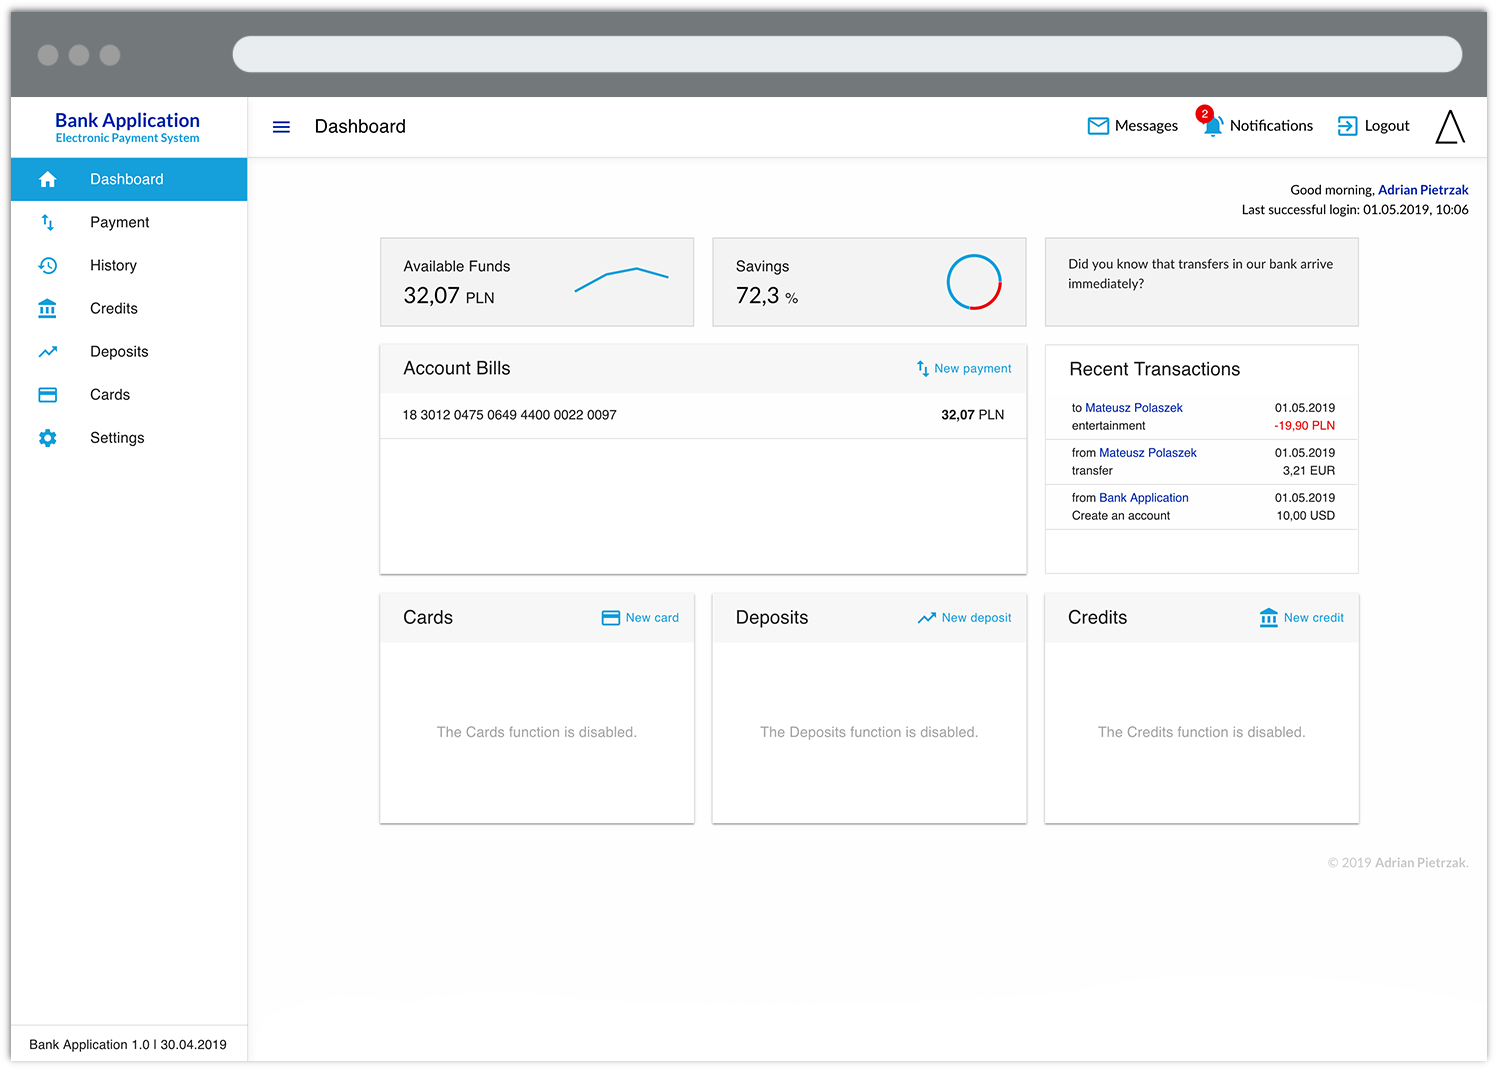 Bank Application
Electronic Payment System
Dashboard
Messages
2
Notifications
Logout
Dashboard
Payment
History
Credits
Deposits
Cards
Settings
Good morning, Adrian Pietrzak
Last successful login: 01.05.2019, 10:06
Available Funds
32,07 PLN
Savings
72,3 %
Did you know that transfers in our bank arrive
immediately?
Account Bills
New payment
18 3012 0475 0649 4400 0022 0097
32,07 PLN
Recent Transactions
to Mateusz Polaszek 01.05.2019
entertainment -19,90 PLN
from Mateusz Polaszek 01.05.2019
transfer 3,21 EUR
from Bank Application 01.05.2019
Create an account 10,00 USD
Cards
New card
The Cards function is disabled.
Deposits
New deposit
The Deposits function is disabled.
Credits
New credit
The Credits function is disabled.
© 2019 Adrian Pietrzak.
Bank Application 1.0 | 30.04.2019